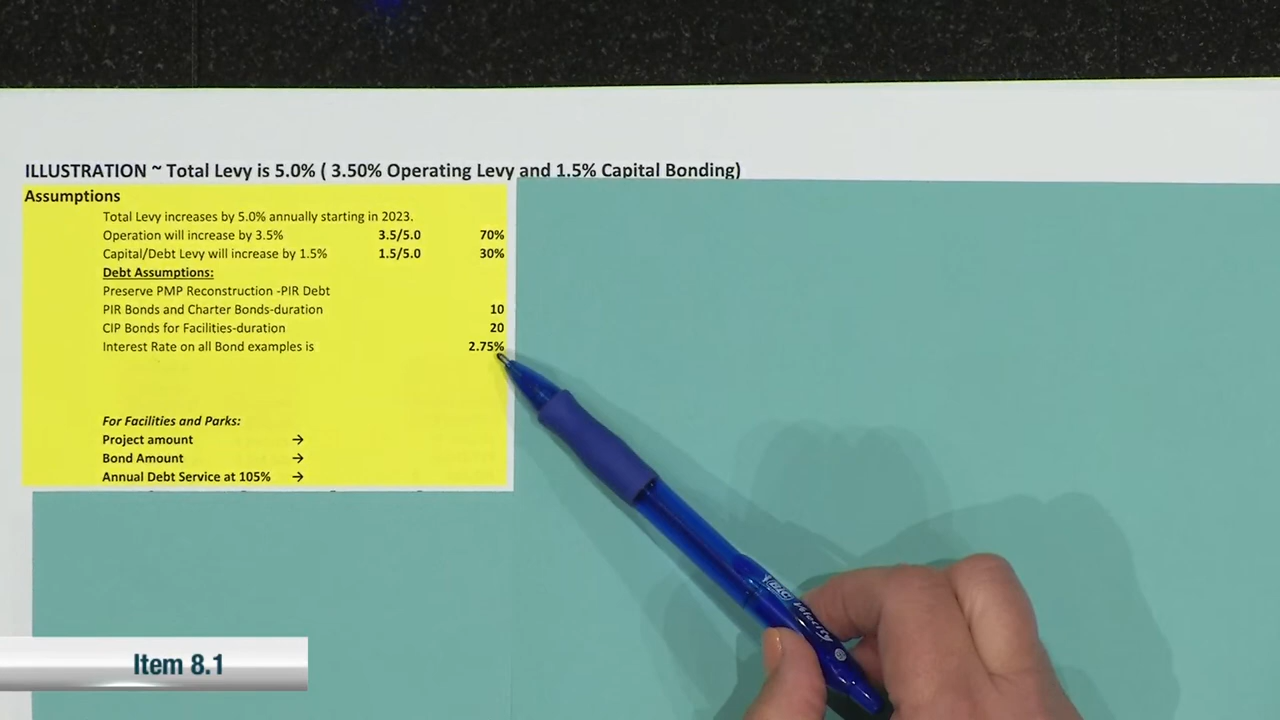 ILLUSTRATION ~ Total Levy is 5.0% ( 3.50% Operating Levy and 1.5% Capital Bonding)
Assumptions
Total Levy increases by 5.0% annually starting in 2023.
Operation will increase by 3.5% 3.5/5.0 70%
Capital/Debt Levy will increase by 1.5% 1.5/5.0 30%
Debt Assumptions:
Preserve PMP Reconstruction -PIR Debt
PIR Bonds and Charter Bonds-duration 10
CIP Bonds for Facilities-duration 20
Interest Rate on all Bond examples is 2.75%
For Facilities and Parks:
Project amount →
Bond Amount →
Annual Debt Service at 105% →
BIC Velocity
Item 8.1